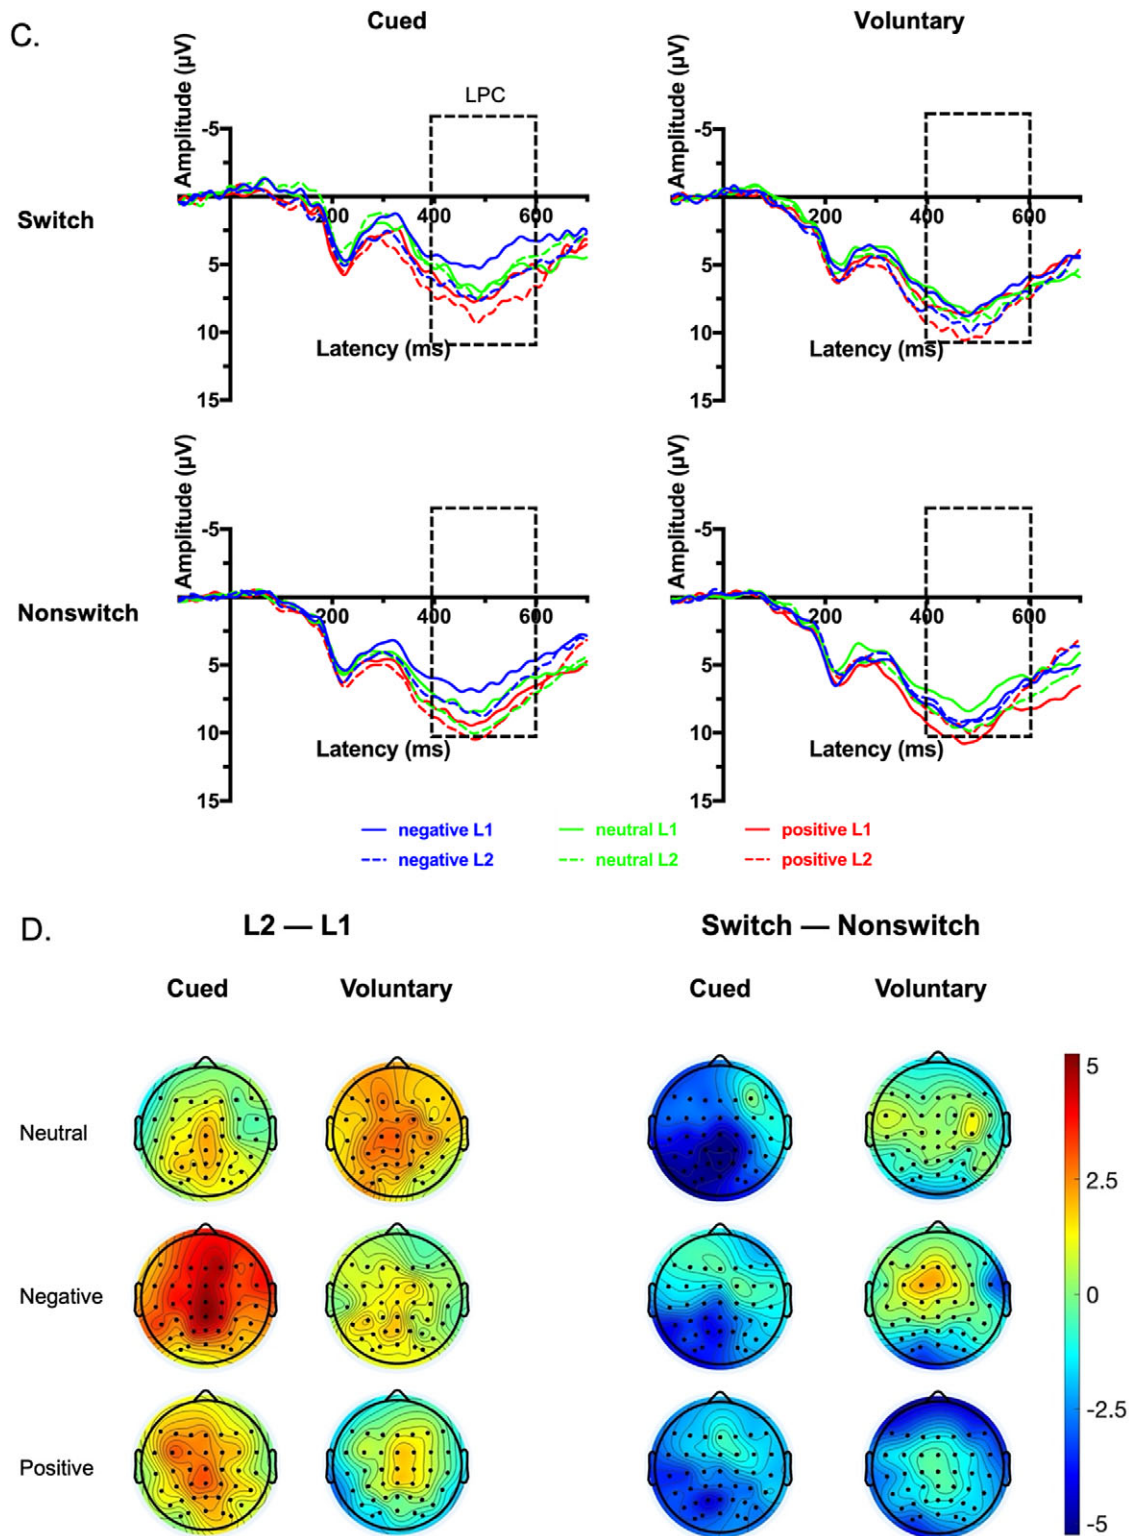 C.
Cued
Voluntary
Amplitude (µV)
Amplitude (µV)
LPC
-5
5
10
15
200
400
600
Latency (ms)
-5
5
10
15
200
400
600
Latency (ms)
Switch
Amplitude (µV)
Amplitude (µV)
-5
5
10
15
200
400
600
Latency (ms)
-5
5
10
15
200
400
600
Latency (ms)
Nonswitch
negative L1
neutral L1
positive L1
negative L2
neutral L2
positive L2
D.
L2 — L1
Switch — Nonswitch
Cued
Voluntary
Cued
Voluntary
Neutral
Negative
Positive
5
2.5
0
-2.5
-5